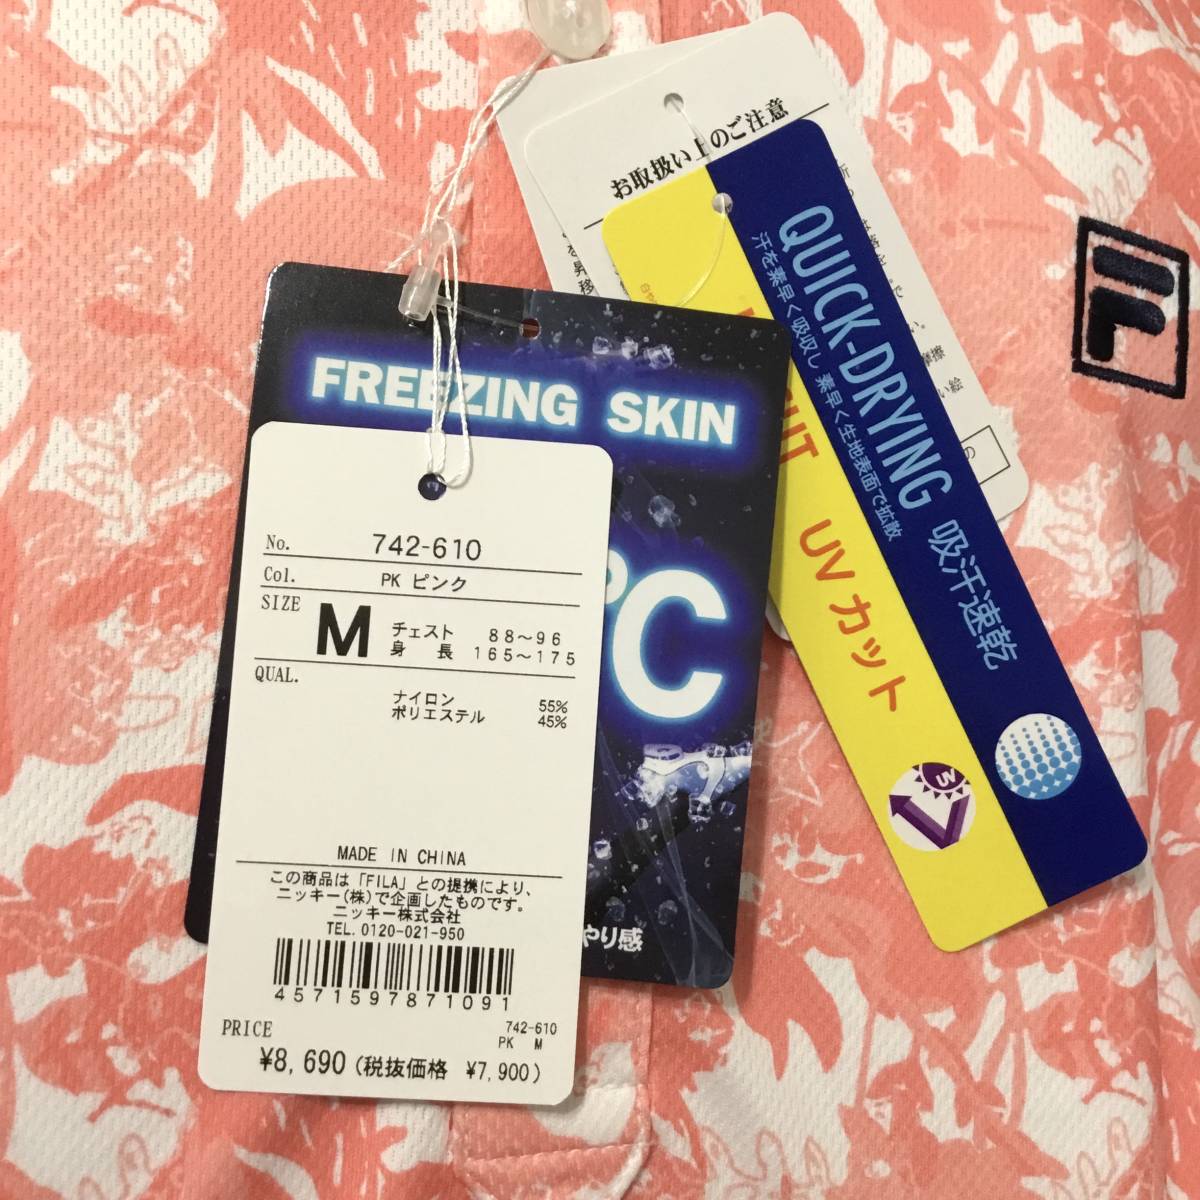 お取扱い上のご注意
QUICK-DRYING 吸汗速乾
汗を素早く吸収し 素早く生地表面で拡散
UVカット
UV
FREEZING SKIN
℃
やり感
No. 742-610
Col. PK ピンク
SIZE M チェスト 88～96
身長 165～175
QUAL.
ナイロン 55%
ポリエステル 45%
MADE IN CHINA
この商品は「FILA」との提携により、
ニッキー(株)で企画したものです。
ニッキー株式会社
TEL. 0120-021-950
4571597871091
PRICE 742-610
PK M
¥8,690 (税抜価格 ¥7,900)